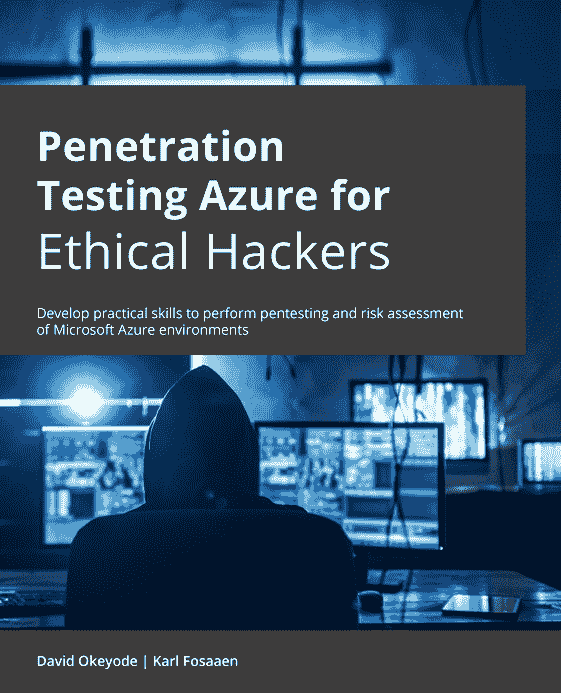 Penetration
Testing Azure for
Ethical Hackers
Develop practical skills to perform pentesting and risk assessment
of Microsoft Azure environments
David Okeyode | Karl Fosaaen